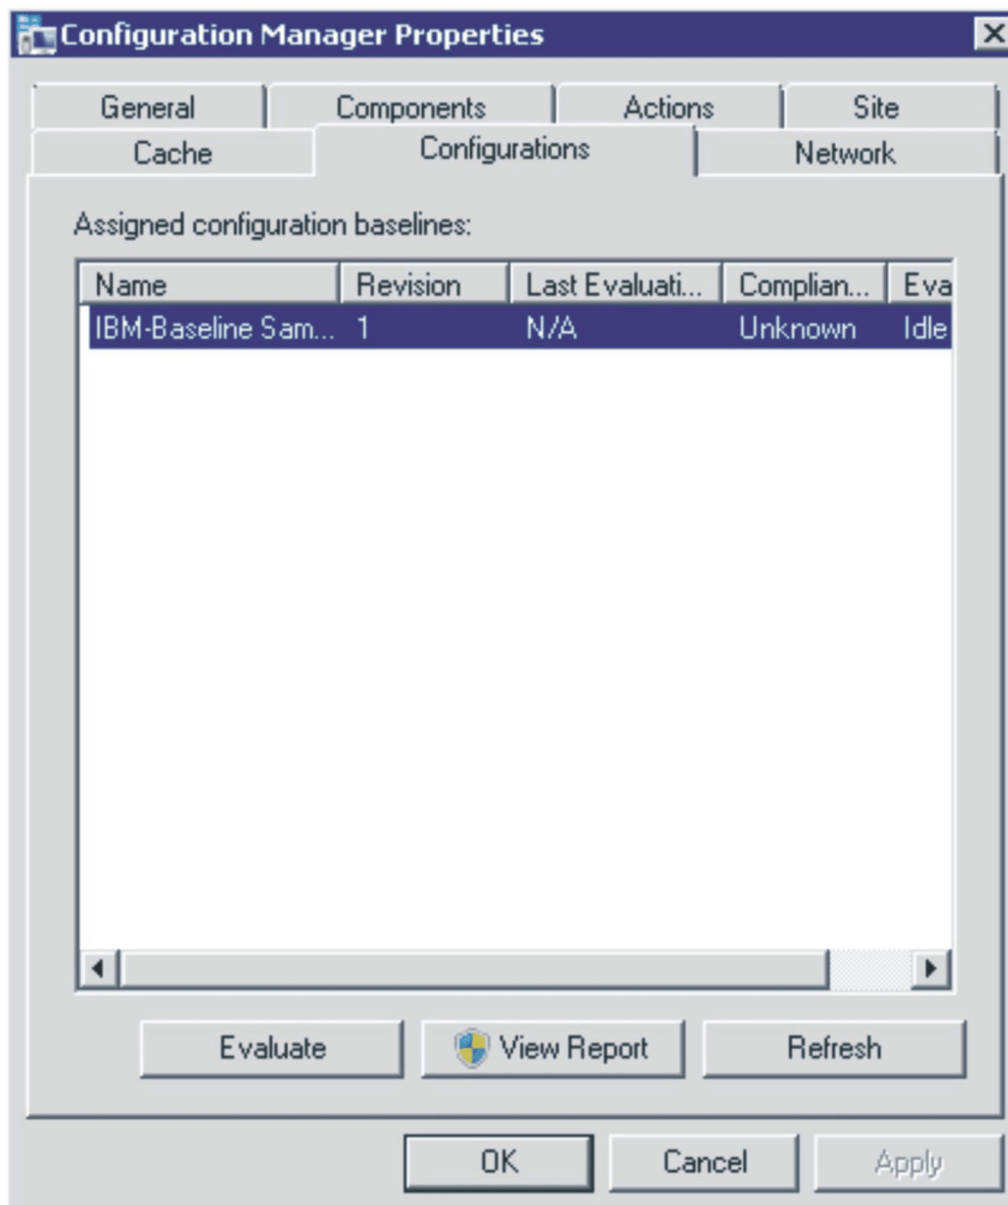 Configuration Manager Properties
General Components Actions Site
Cache Configurations Network
Assigned configuration baselines:
Name Revision Last Evaluati... Complian... Eva
IBM-Baseline Sam... 1 N/A Unknown Idle
Evaluate View Report Refresh
OK Cancel Apply